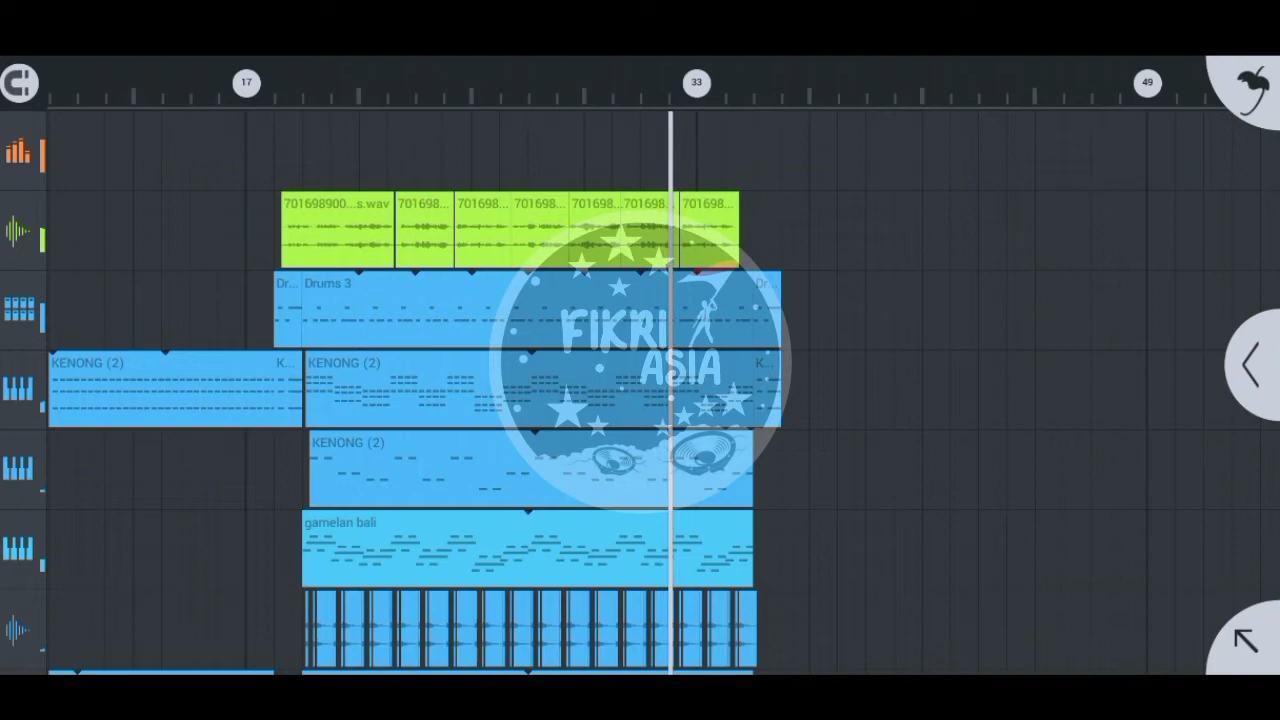 17
33
49
701698900...s.wav 701698... 701698... 701698... 701698... 701698... 701698...
Dr... Drums 3 Dr...
FIKRI
ASIA
KENONG (2) K... KENONG (2) K...
KENONG (2)
gamelan bali